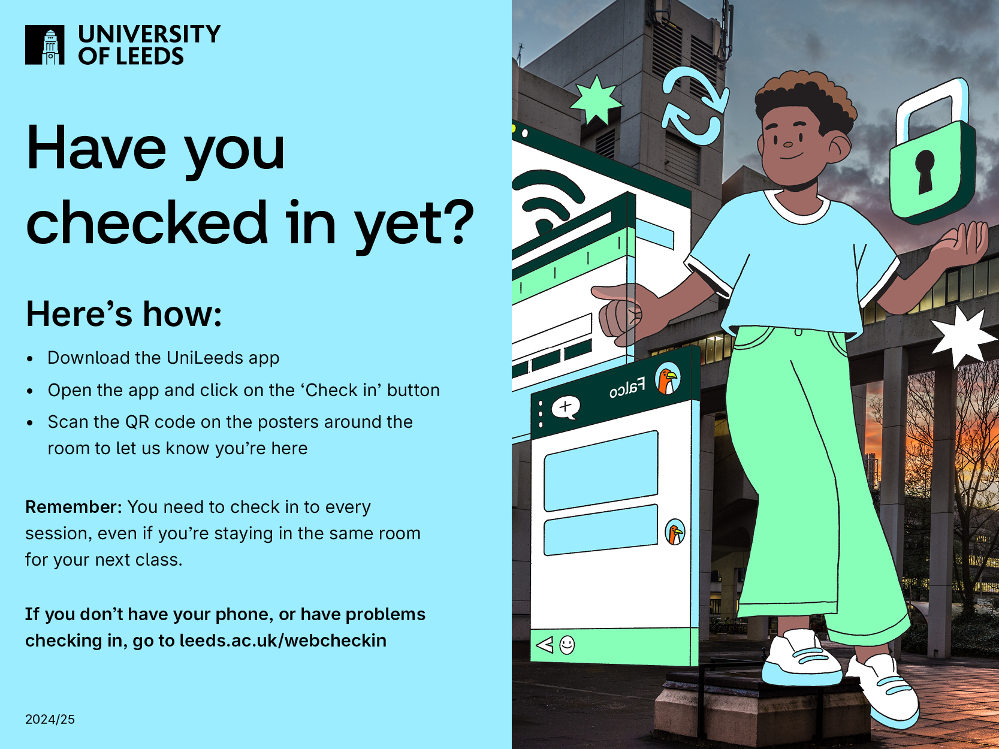 UNIVERSITY
OF LEEDS
Have you
checked in yet?
Here’s how:
• Download the UniLeeds app
• Open the app and click on the ‘Check in’ button
• Scan the QR code on the posters around the
room to let us know you’re here
Remember: You need to check in to every
session, even if you’re staying in the same room
for your next class.
If you don’t have your phone, or have problems
checking in, go to leeds.ac.uk/webcheckin
2024/25
Falco